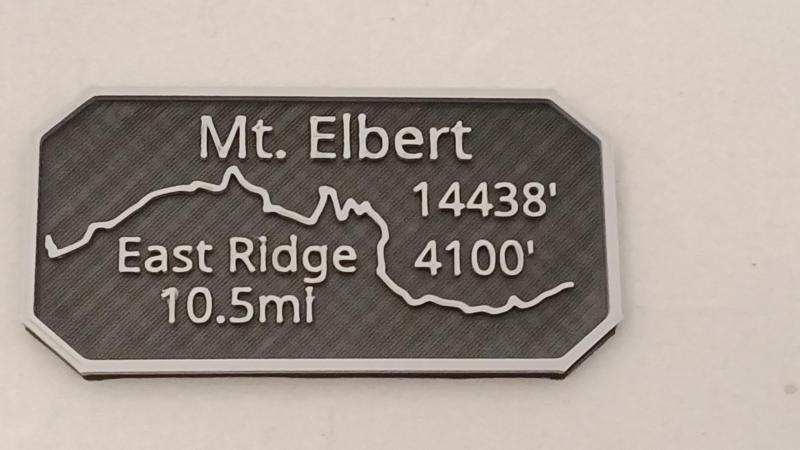 Mt. Elbert
14438'
East Ridge 4100'
10.5mi